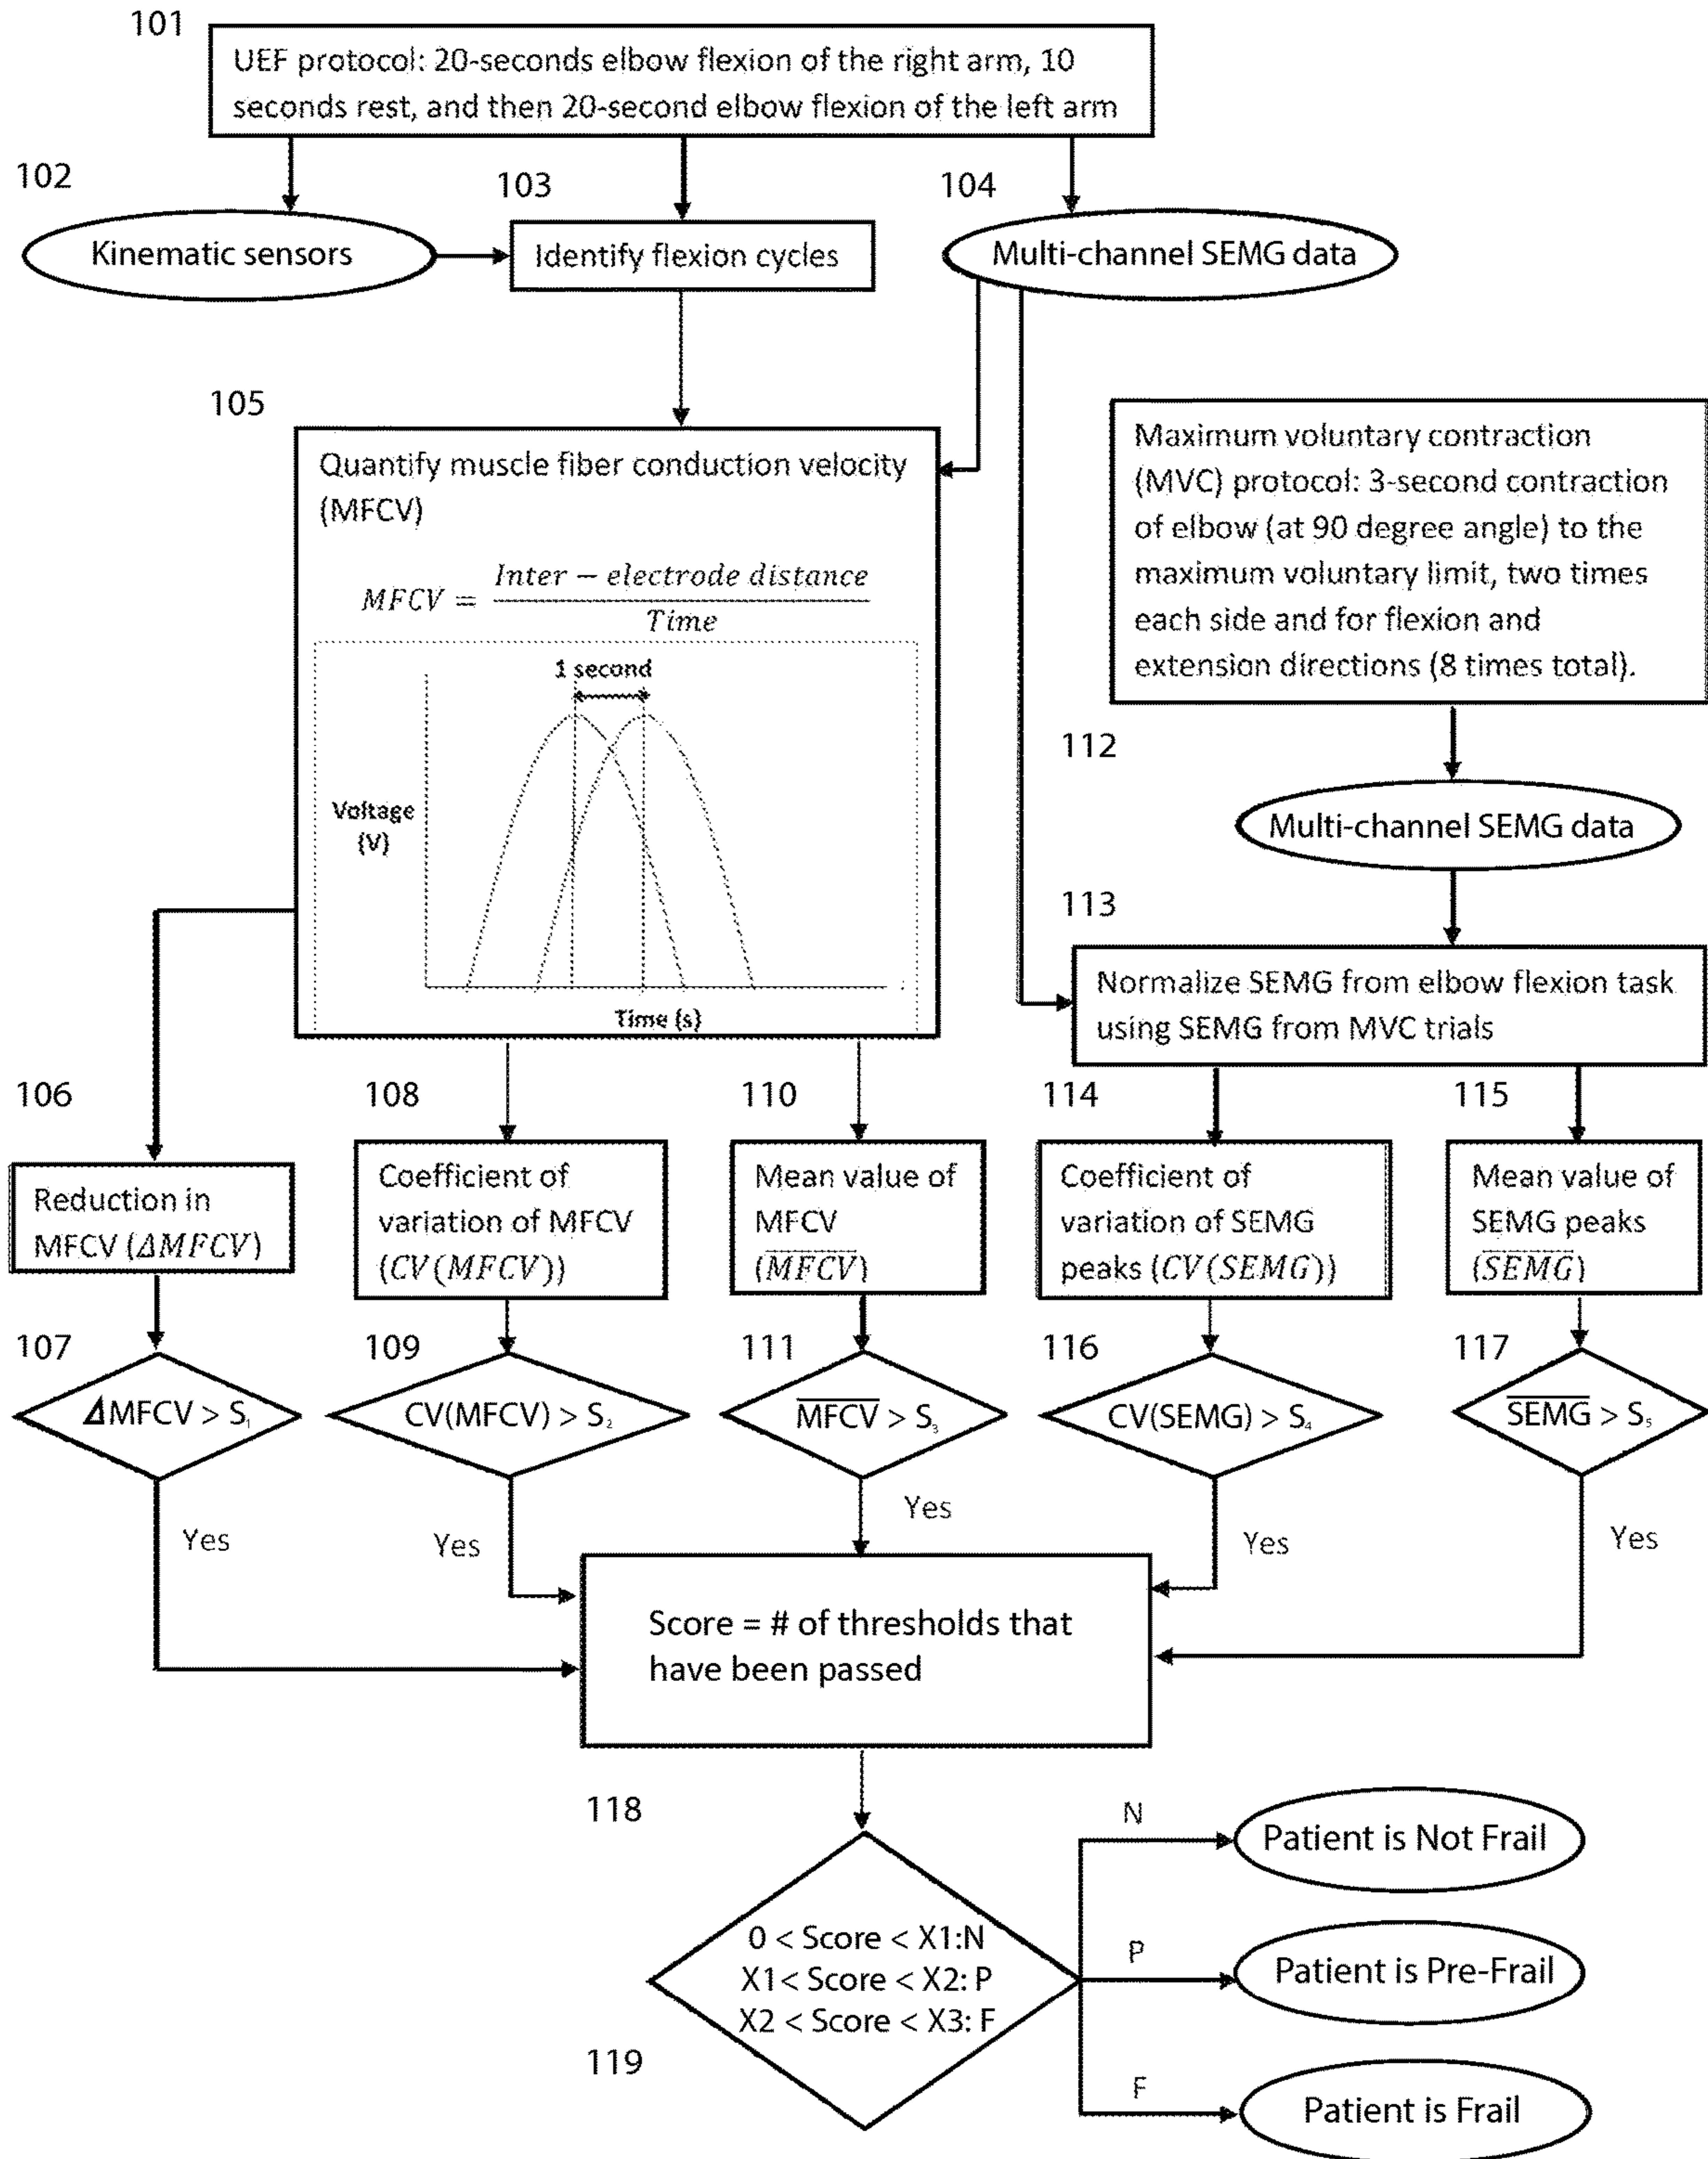 101
UEF protocol: 20-seconds elbow flexion of the right arm, 10
seconds rest, and then 20-second elbow flexion of the left arm
102
103
104
Kinematic sensors
Identify flexion cycles
Multi-channel SEMG data
105
Quantify muscle fiber conduction velocity
(MFCV)
MFCV = Inter − electrode distance
Time
1 second
Voltage
(V)
Time (s)
Maximum voluntary contraction
(MVC) protocol: 3-second contraction
of elbow (at 90 degree angle) to the
maximum voluntary limit, two times
each side and for flexion and
extension directions (8 times total).
112
Multi-channel SEMG data
113
Normalize SEMG from elbow flexion task
using SEMG from MVC trials
106
108
110
114
115
Reduction in
MFCV (ΔMFCV)
Coefficient of
variation of MFCV
(CV(MFCV))
Mean value of
MFCV
(M̅F̅C̅V̅)
Coefficient of
variation of SEMG
peaks (CV(SEMG))
Mean value of
SEMG peaks
(S̅E̅M̅G̅)
107
109
111
116
117
ΔMFCV > S₁
CV(MFCV) > S₂
M̅F̅C̅V̅ > S₃
CV(SEMG) > S₄
S̅E̅M̅G̅ > S₅
Yes
Yes
Yes
Yes
Yes
Score = # of thresholds that
have been passed
118
0 < Score < X1:N
X1< Score < X2: P
X2 < Score < X3: F
119
N
Patient is Not Frail
P
Patient is Pre-Frail
F
Patient is Frail